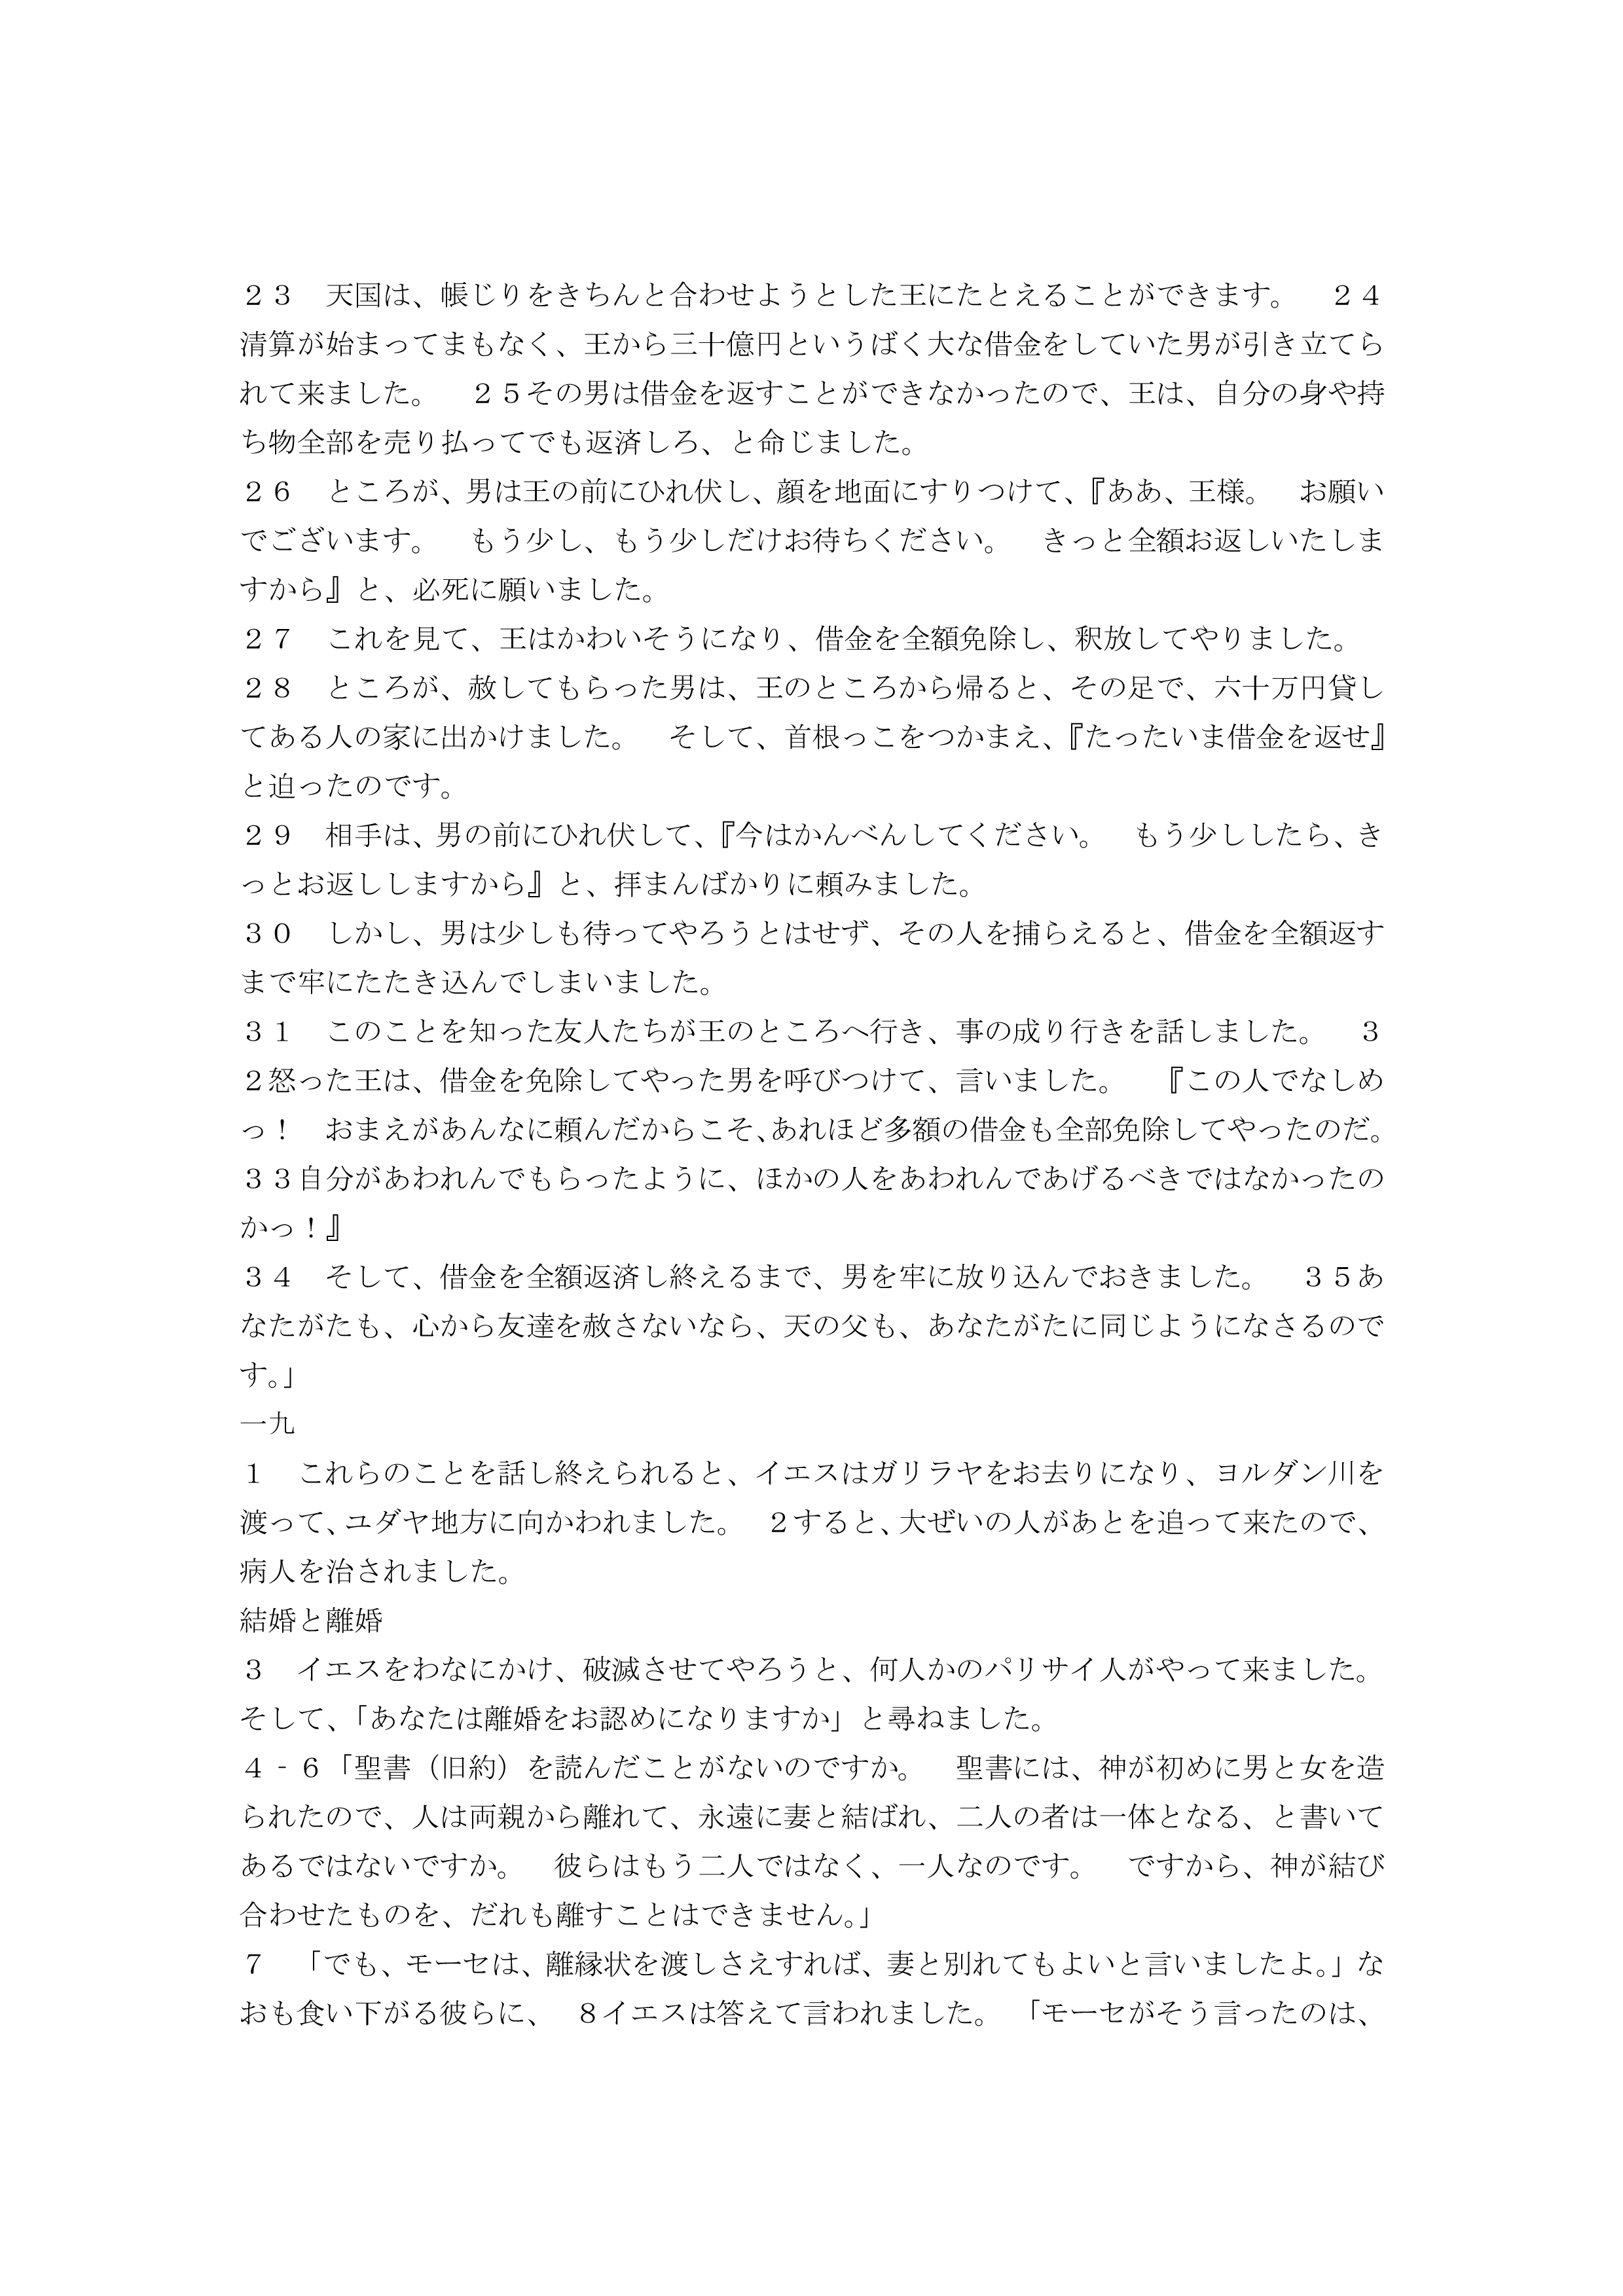 ２３　天国は、帳じりをきちんと合わせようとした王にたとえることができます。　２４
清算が始まってまもなく、王から三十億円というばく大な借金をしていた男が引き立てら
れて来ました。　２５その男は借金を返すことができなかったので、王は、自分の身や持
ち物全部を売り払ってでも返済しろ、と命じました。
２６　ところが、男は王の前にひれ伏し、顔を地面にすりつけて、『ああ、王様。　お願い
でございます。　もう少し、もう少しだけお待ちください。　きっと全額お返しいたしま
すから』と、必死に願いました。
２７　これを見て、王はかわいそうになり、借金を全額免除し、釈放してやりました。
２８　ところが、赦してもらった男は、王のところから帰ると、その足で、六十万円貸し
てある人の家に出かけました。　そして、首根っこをつかまえ、『たったいま借金を返せ』
と迫ったのです。
２９　相手は、男の前にひれ伏して、『今はかんべんしてください。　もう少ししたら、き
っとお返ししますから』と、拝まんばかりに頼みました。
３０　しかし、男は少しも待ってやろうとはせず、その人を捕らえると、借金を全額返す
まで牢にたたき込んでしまいました。
３１　このことを知った友人たちが王のところへ行き、事の成り行きを話しました。　３
２怒った王は、借金を免除してやった男を呼びつけて、言いました。　『この人でなしめ
っ！　おまえがあんなに頼んだからこそ、あれほど多額の借金も全部免除してやったのだ。
３３自分があわれんでもらったように、ほかの人をあわれんであげるべきではなかったの
かっ！』
３４　そして、借金を全額返済し終えるまで、男を牢に放り込んでおきました。　３５あ
なたがたも、心から友達を赦さないなら、天の父も、あなたがたに同じようになさるので
す。」
一九
１　これらのことを話し終えられると、イエスはガリラヤをお去りになり、ヨルダン川を
渡って、ユダヤ地方に向かわれました。　２すると、大ぜいの人があとを追って来たので、
病人を治されました。
結婚と離婚
３　イエスをわなにかけ、破滅させてやろうと、何人かのパリサイ人がやって来ました。
そして、「あなたは離婚をお認めになりますか」と尋ねました。
４‐６「聖書（旧約）を読んだことがないのですか。　聖書には、神が初めに男と女を造
られたので、人は両親から離れて、永遠に妻と結ばれ、二人の者は一体となる、と書いて
あるではないですか。　彼らはもう二人ではなく、一人なのです。　ですから、神が結び
合わせたものを、だれも離すことはできません。」
７　「でも、モーセは、離縁状を渡しさえすれば、妻と別れてもよいと言いましたよ。」な
おも食い下がる彼らに、　８イエスは答えて言われました。　「モーセがそう言ったのは、